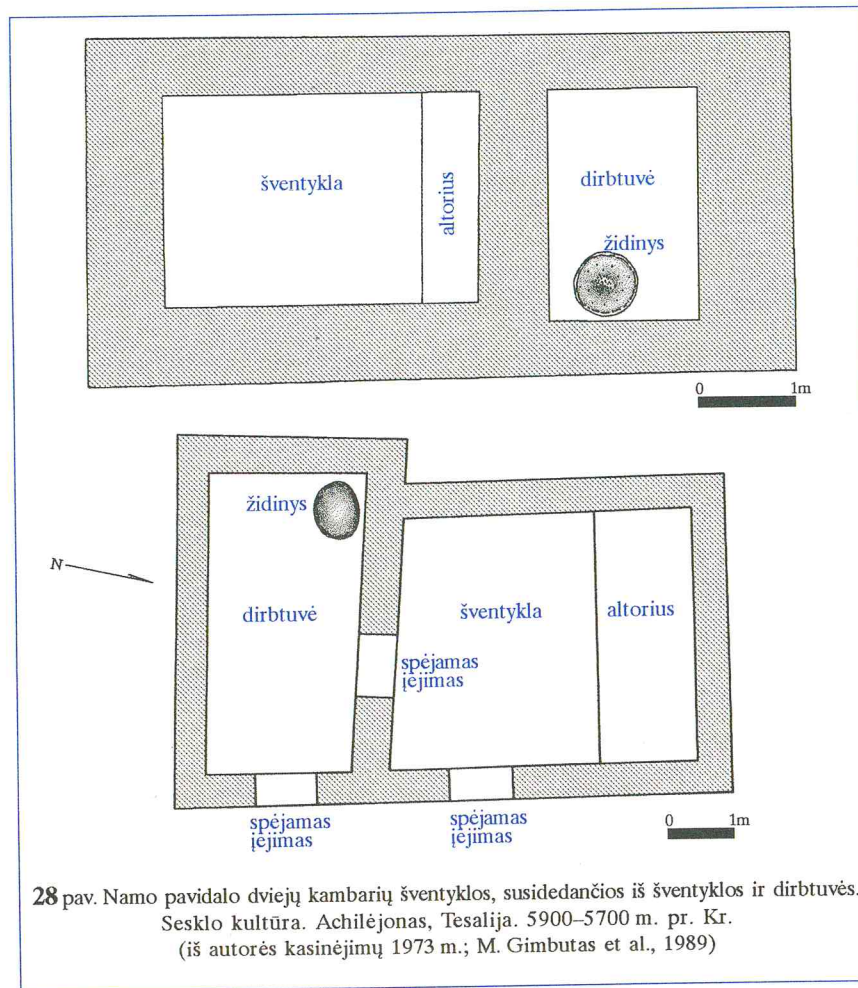 šventykla
altorius
dirbtuvė
židinys
0 1m
židinys
N
dirbtuvė
šventykla
altorius
spėjamas
įėjimas
spėjamas
įėjimas
spėjamas
įėjimas
0 1m
28 pav. Namo pavidalo dviejų kambarių šventyklos, susidedančios iš šventyklos ir dirbtuvės.
Sesklo kultūra. Achilėjonas, Tesalija. 5900–5700 m. pr. Kr.
(iš autorės kasinėjimų 1973 m.; M. Gimbutas et al., 1989)